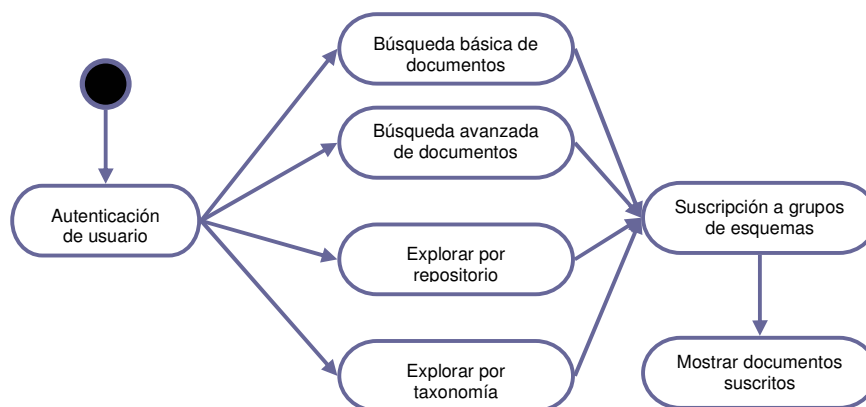 Búsqueda básica de
documentos
Búsqueda avanzada
de documentos
Autenticación
de usuario
Suscripción a grupos
de esquemas
Explorar por
repositorio
Mostrar documentos
suscritos
Explorar por
taxonomía